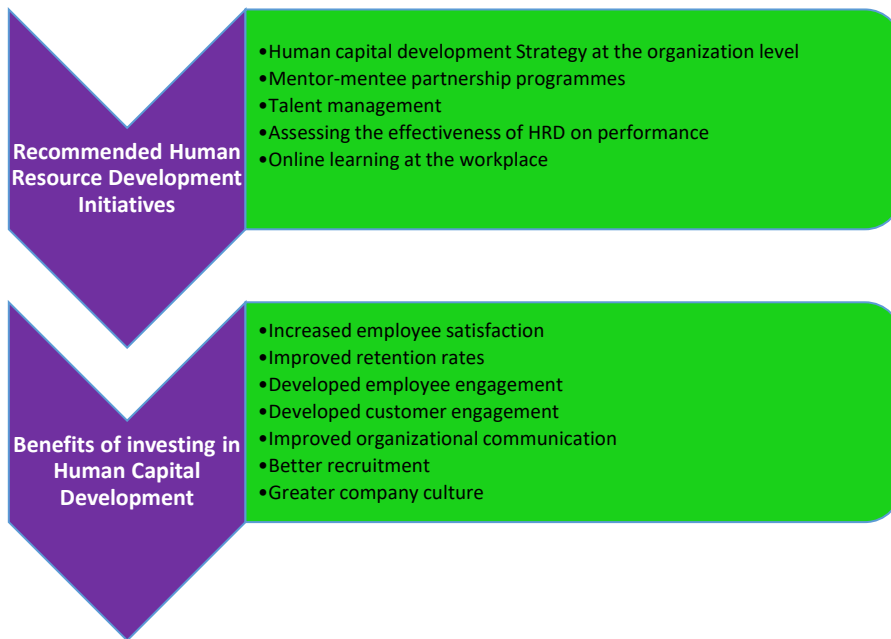 Recommended Human
Resource Development
Initiatives
•Human capital development Strategy at the organization level
•Mentor-mentee partnership programmes
•Talent management
•Assessing the effectiveness of HRD on performance
•Online learning at the workplace
Benefits of investing in
Human Capital
Development
•Increased employee satisfaction
•Improved retention rates
•Developed employee engagement
•Developed customer engagement
•Improved organizational communication
•Better recruitment
•Greater company culture